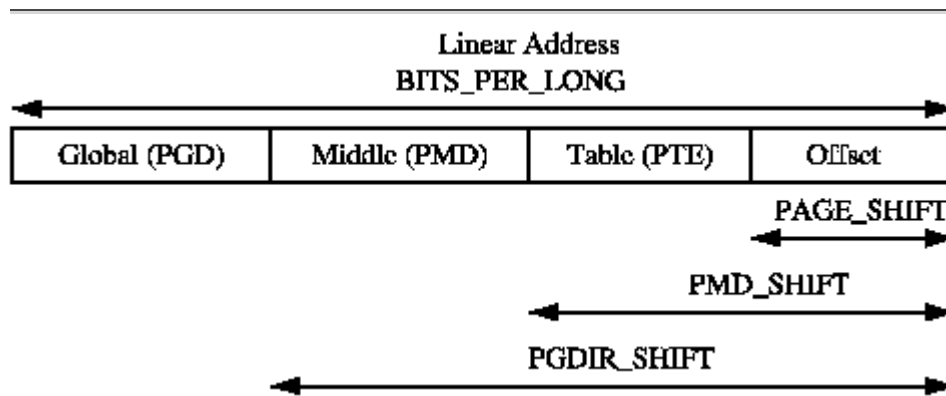 Linear Address
BITS_PER_LONG
Global (PGD) Middle (PMD) Table (PTE) Offset
PAGE_SHIFT
PMD_SHIFT
PGDIR_SHIFT